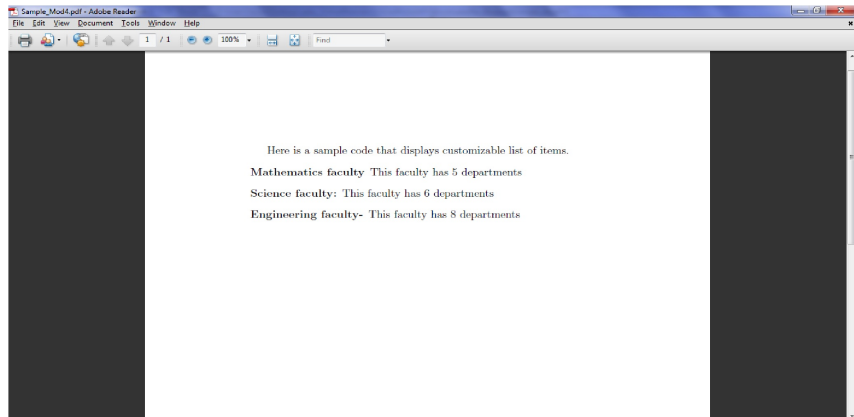 Sample_Mod4.pdf - Adobe Reader
File Edit View Document Tools Window Help
1 / 1 100% Find
Here is a sample code that displays customizable list of items.
Mathematics faculty This faculty has 5 departments
Science faculty: This faculty has 6 departments
Engineering faculty- This faculty has 8 departments